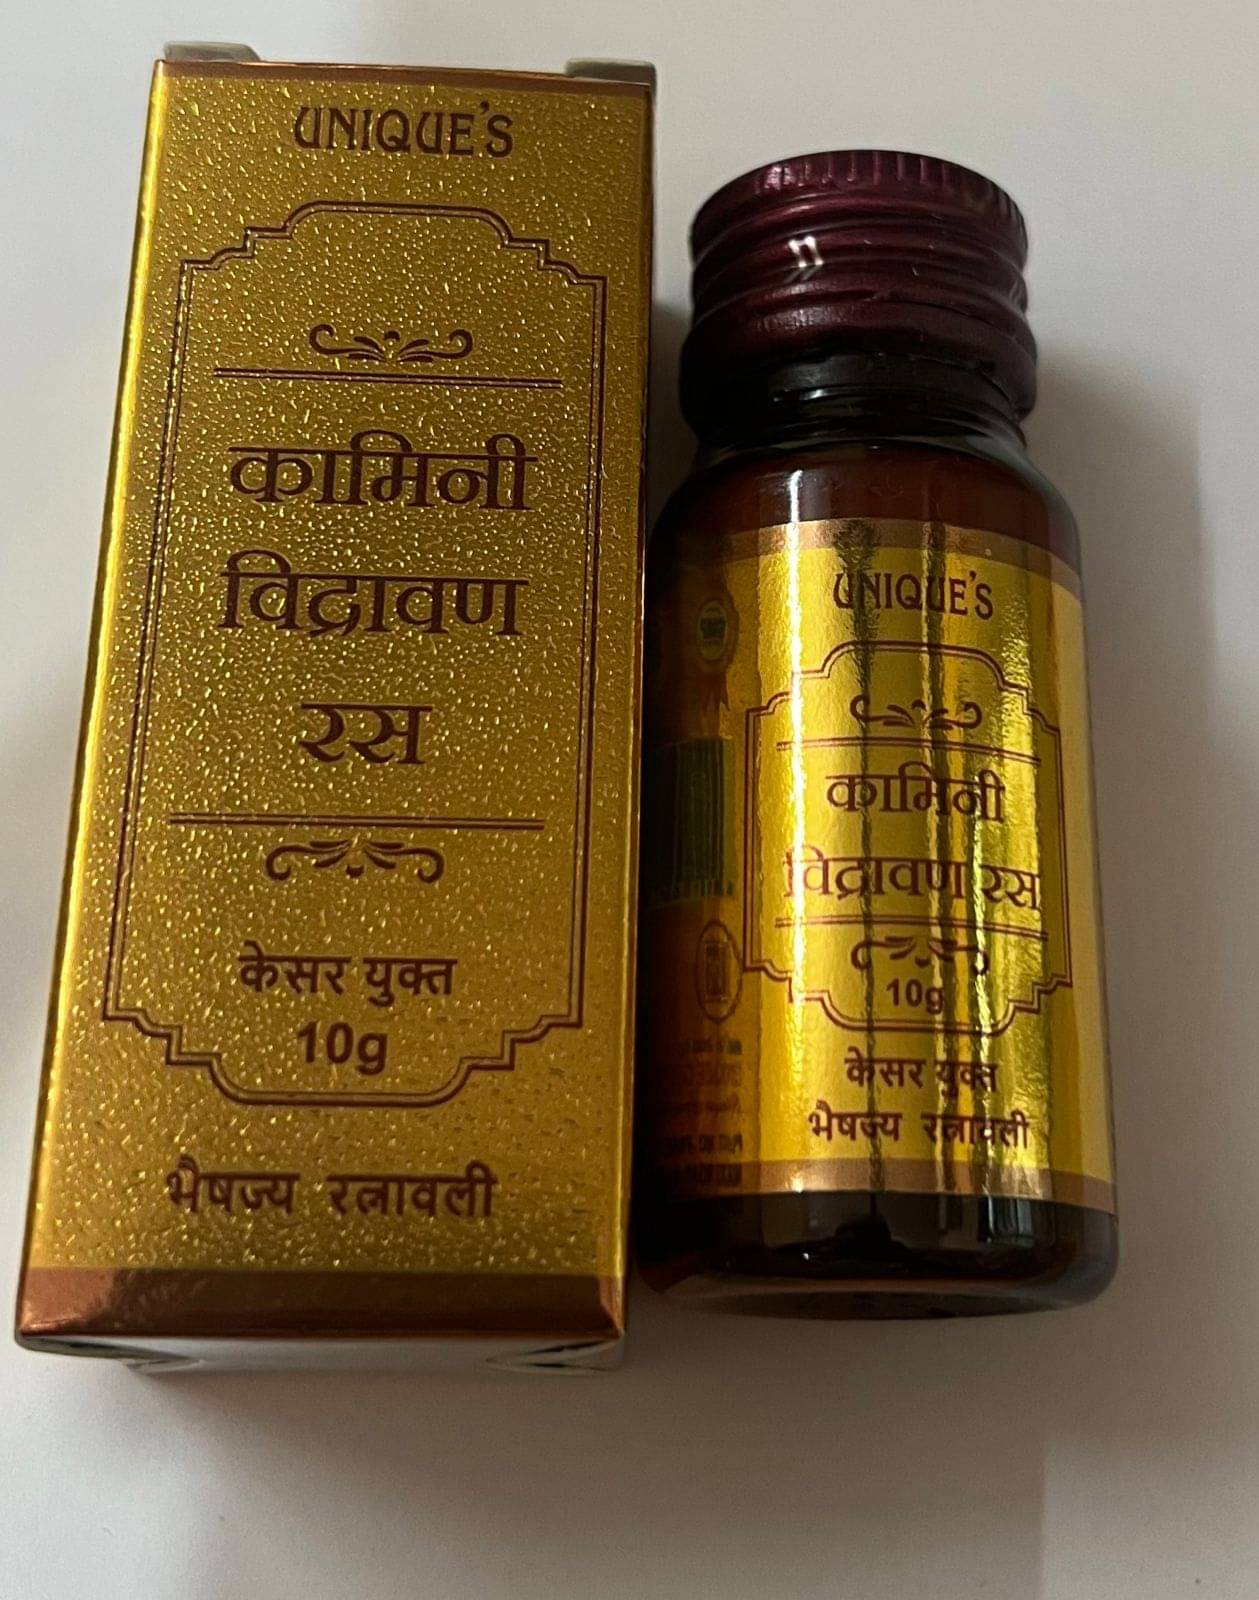 UNIQUE'S
कामिनी
विद्रावण
रस
केसर युक्त
10g
भैषज्य रत्नावली
UNIQUE'S
कामिनी
विद्रावण रस
10g
केसर युक्त
भैषज्य रत्नावली